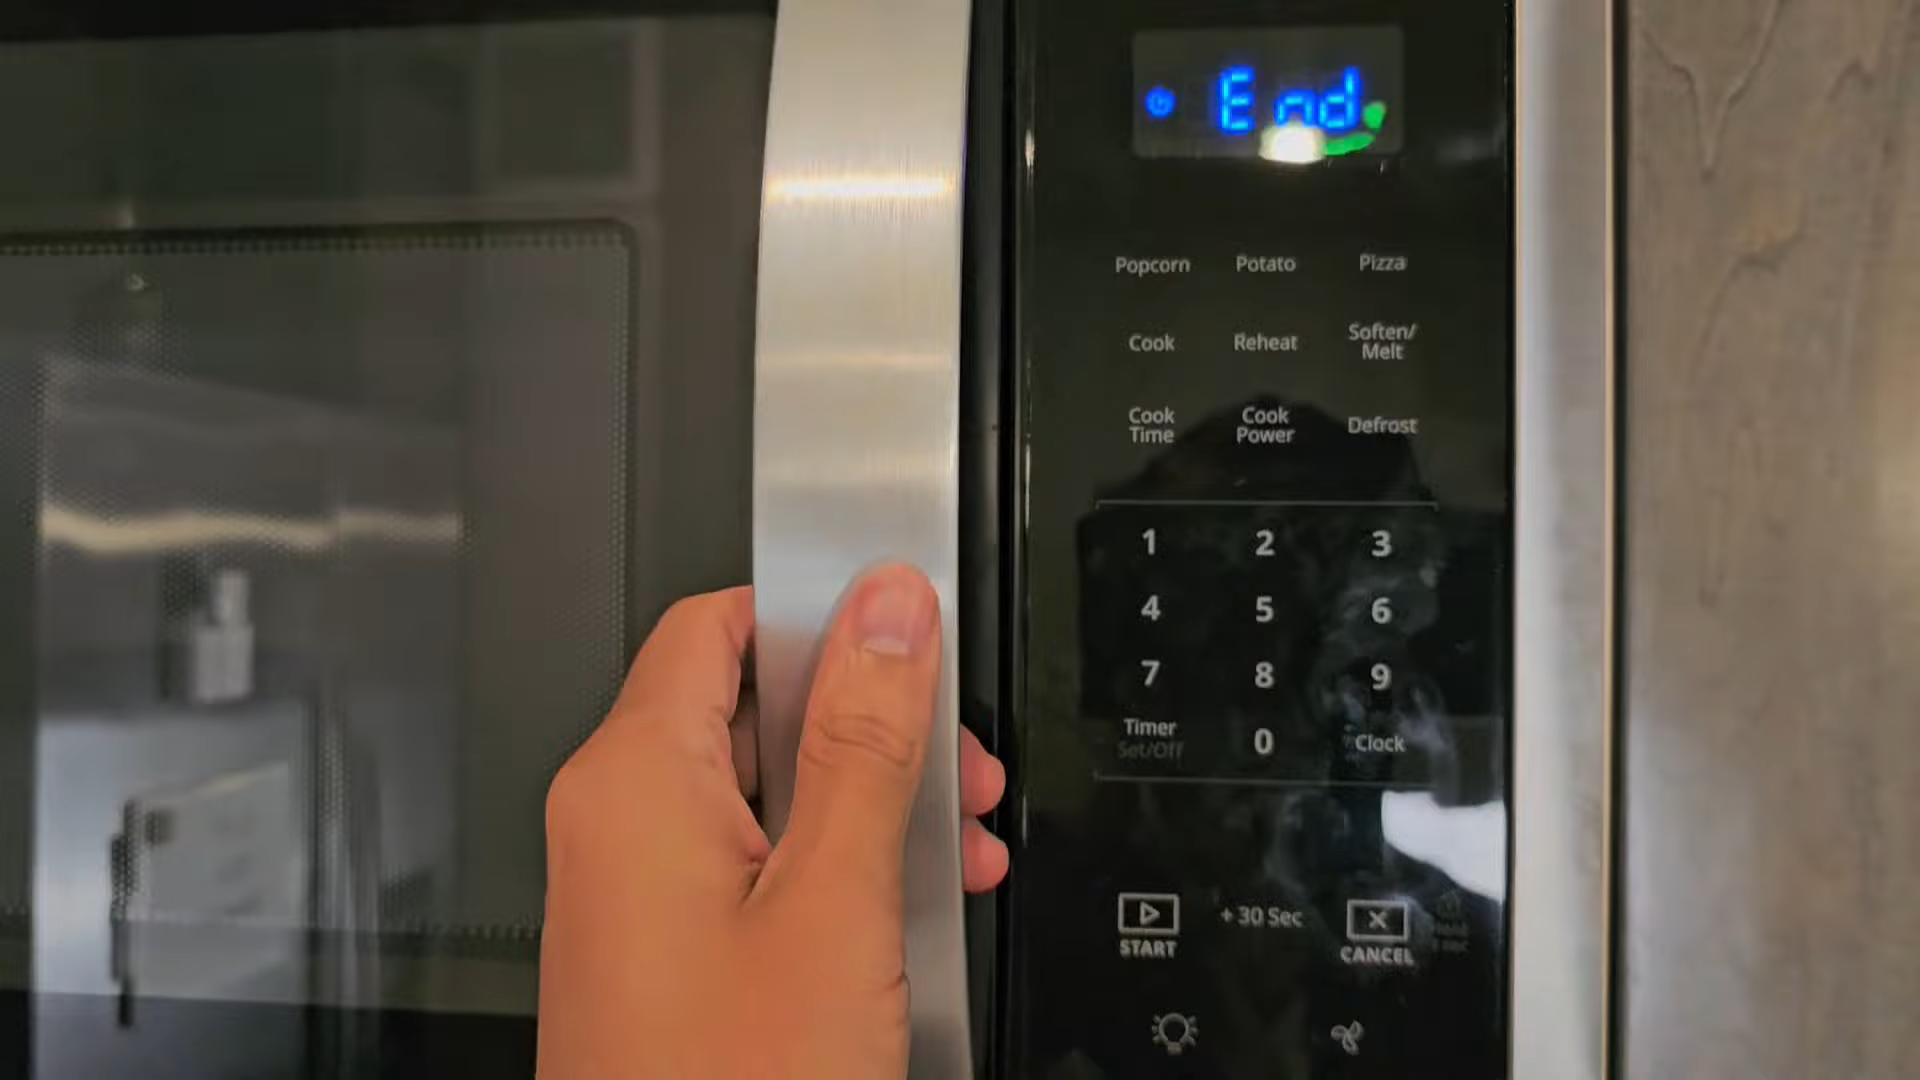 End
Popcorn Potato Pizza
Cook Reheat Soften/
Melt
Cook Time Cook Power Defrost
1 2 3
4 5 6
7 8 9
Timer
Set/Off 0 Clock
START +30 Sec CANCEL